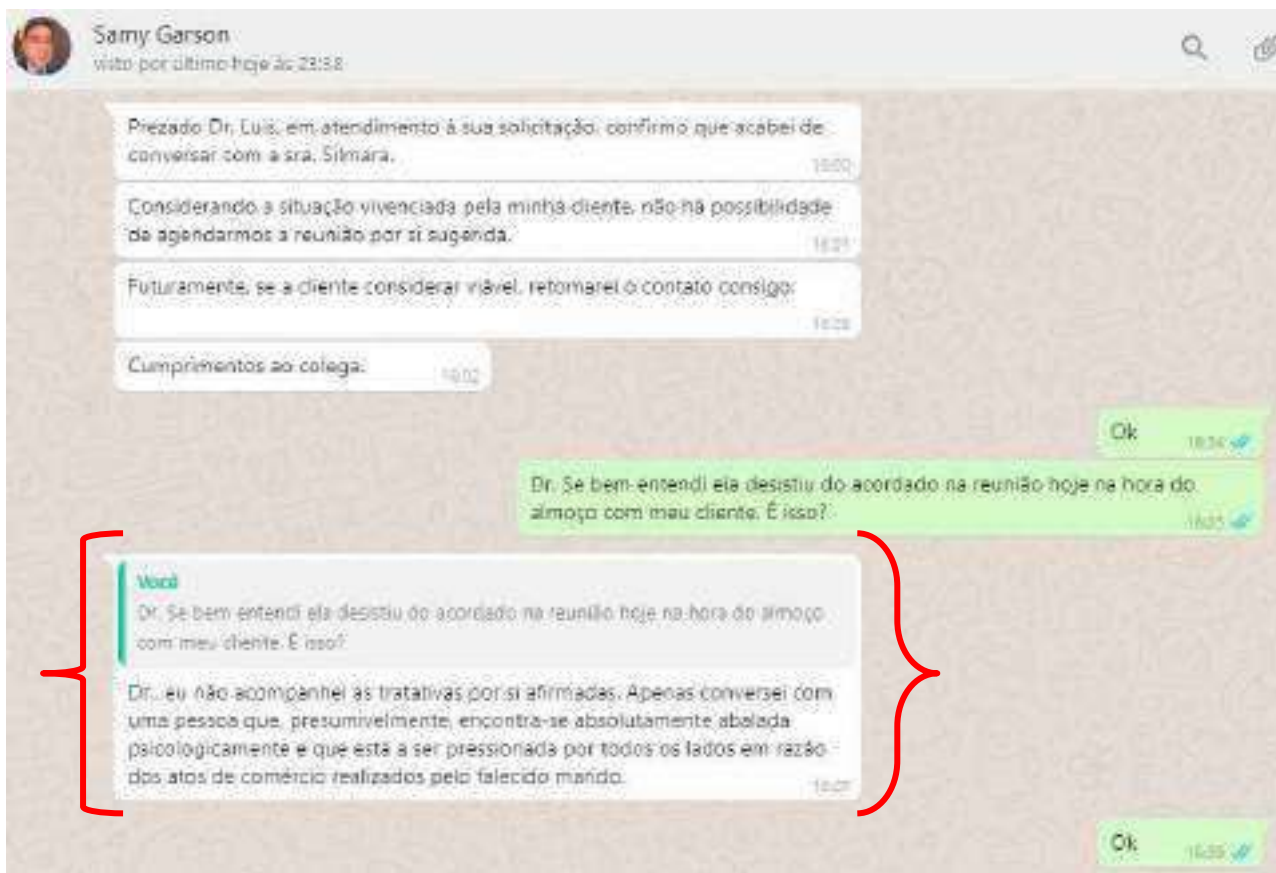 Samy Garson
visto por último hoje às 23:38
Prezado Dr. Luis, em atendimento à sua solicitação, confirmo que acabei de
conversar com a sra. Silmara.
Considerando a situação vivenciada pela minha cliente, não há possibilidade
de agendarmos a reunião por si sugerida.
Futuramente, se a cliente considerar viável, retomarei o contato consigo.
Cumprimentos ao colega.
Ok
Dr. Se bem entendi ela desistiu do acordado na reunião hoje na hora do
almoço com meu cliente. É isso?
Você
Dr. Se bem entendi ela desistiu do acordado na reunião hoje na hora do almoço
com meu cliente. É isso?
Dr., eu não acompanhei as tratativas por si afirmadas. Apenas conversei com
uma pessoa que, presumivelmente, encontra-se absolutamente abalada
psicologicamente e que está a ser pressionada por todos os lados em razão
dos atos de comércio realizados pelo falecido marido.
Ok